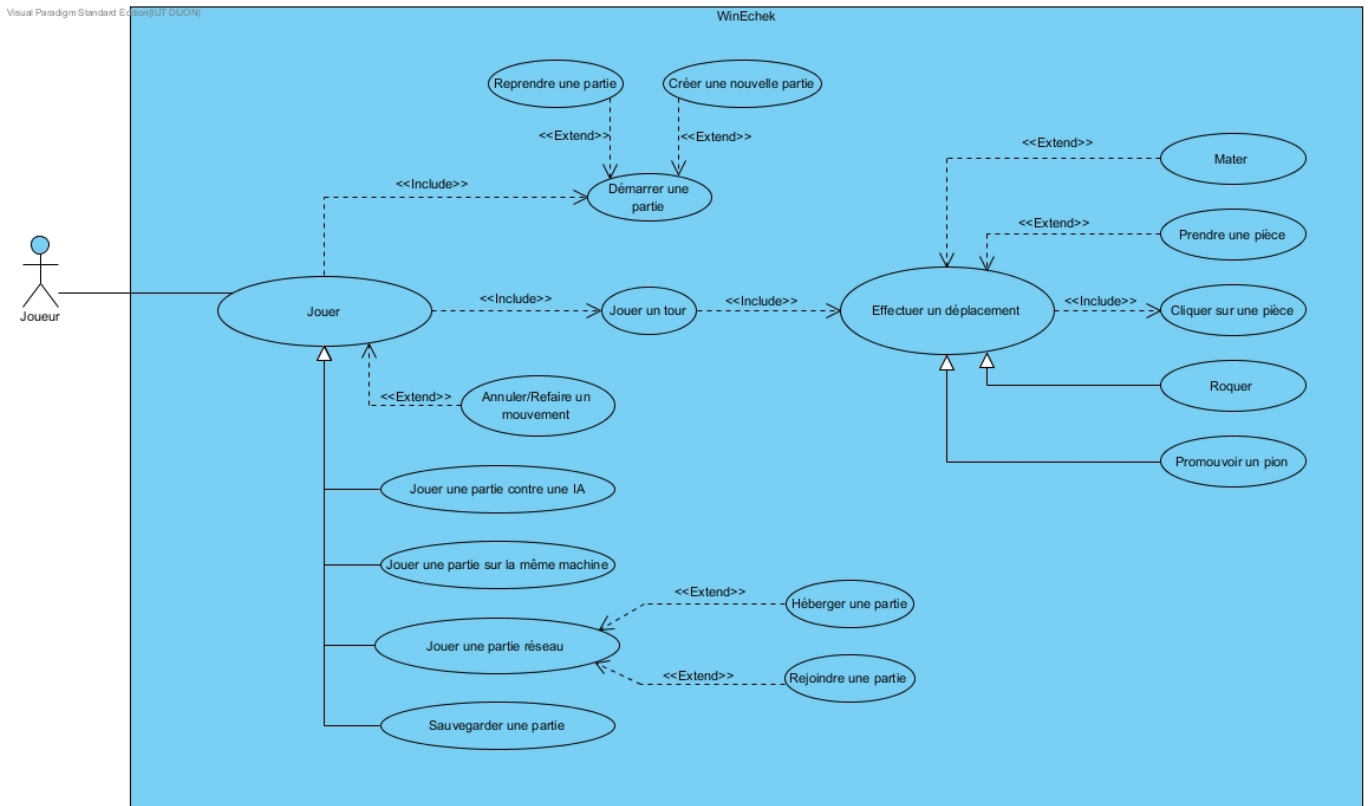 Visual Paradigm Standard Edition(IUT DIJON)
WinEchek
Reprendre une partie
Créer une nouvelle partie
<<Extend>>
<<Extend>>
<<Extend>>
Mater
<<Include>>
Démarrer une
partie
<<Extend>>
Prendre une pièce
Joueur
Jouer
<<Include>>
Jouer un tour
<<Include>>
Effectuer un déplacement
<<Include>>
Cliquer sur une pièce
<<Extend>>
Annuler/Refaire un
mouvement
Roquer
Promouvoir un pion
Jouer une partie contre une IA
Jouer une partie sur la même machine
<<Extend>>
Héberger une partie
Jouer une partie réseau
<<Extend>>
Rejoindre une partie
Sauvegarder une partie